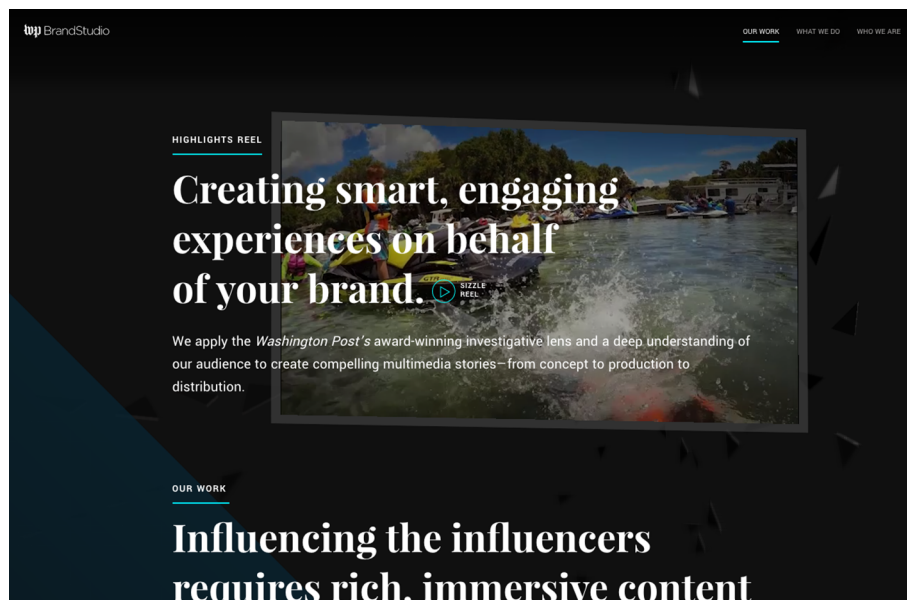 wp BrandStudio
OUR WORK WHAT WE DO WHO WE ARE
HIGHLIGHTS REEL
Creating smart, engaging
experiences on behalf
of your brand.
SIZZLE
REEL
We apply the Washington Post's award-winning investigative lens and a deep understanding of
our audience to create compelling multimedia stories—from concept to production to
distribution.
OUR WORK
Influencing the influencers
requires rich, immersive content